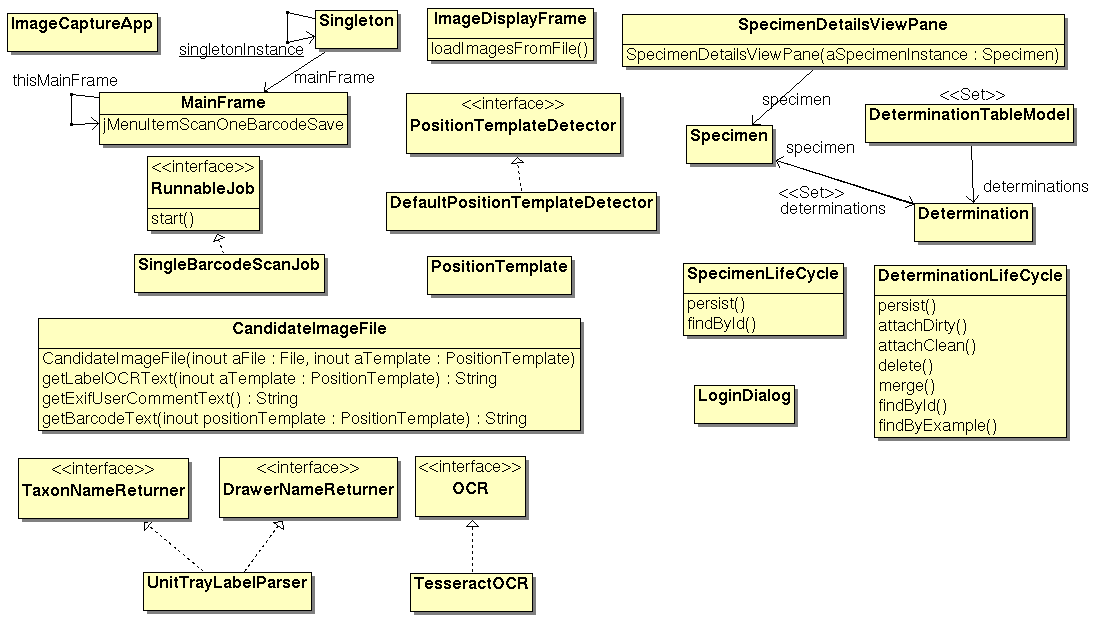 ImageCaptureApp
Singleton
singletonInstance
mainFrame
thisMainFrame
MainFrame
jMenuItemScanOneBarcodeSave
<<interface>>
RunnableJob
start()
SingleBarcodeScanJob
ImageDisplayFrame
loadImagesFromFile()
<<interface>>
PositionTemplateDetector
DefaultPositionTemplateDetector
PositionTemplate
SpecimenDetailsViewPane
SpecimenDetailsViewPane(aSpecimenInstance : Specimen)
specimen
Specimen
<<Set>>
DeterminationTableModel
specimen
<<Set>>
determinations
determinations
Determination
SpecimenLifeCycle
persist()
findById()
DeterminationLifeCycle
persist()
attachDirty()
attachClean()
delete()
merge()
findById()
findByExample()
LoginDialog
CandidateImageFile
CandidateImageFile(inout aFile : File, inout aTemplate : PositionTemplate)
getLabelOCRText(inout aTemplate : PositionTemplate) : String
getExifUserCommentText() : String
getBarcodeText(inout positionTemplate : PositionTemplate) : String
<<interface>>
TaxonNameReturner
<<interface>>
DrawerNameReturner
<<interface>>
OCR
UnitTrayLabelParser
TesseractOCR